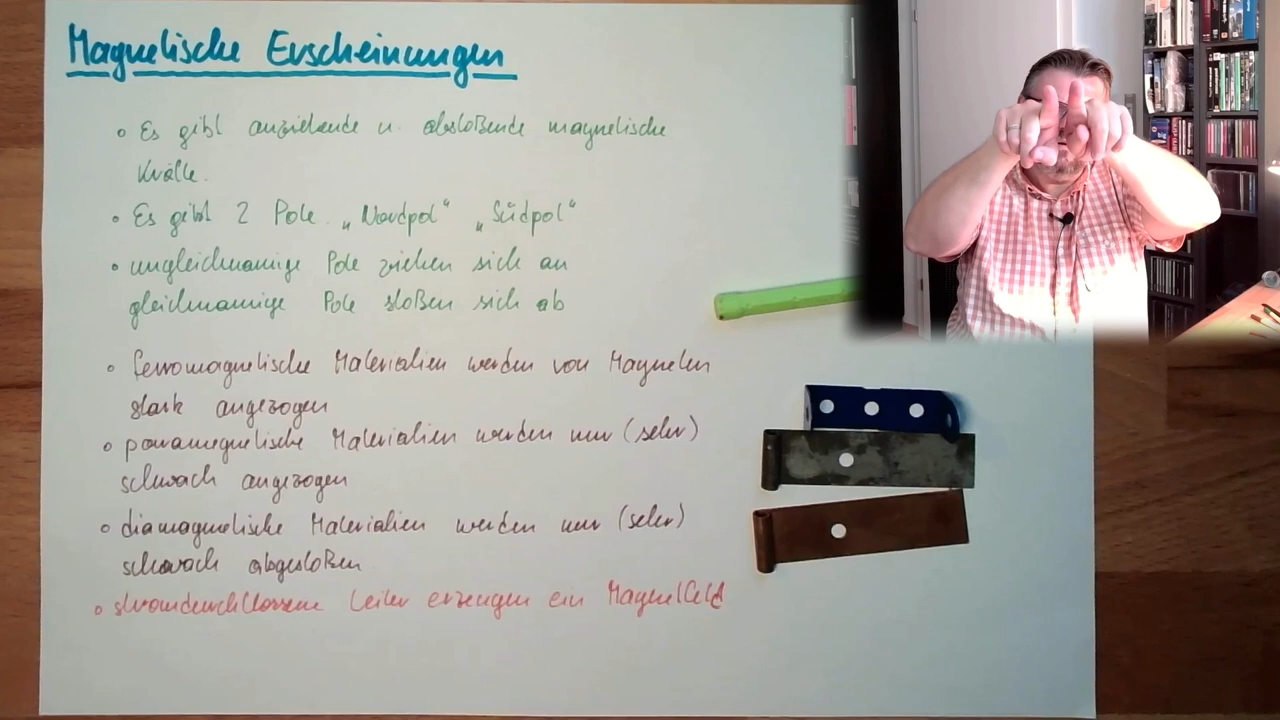 Magnetische Erscheinungen
• Es gibt anziehende u. abstoßende magnetische
Kräfte.
• Es gibt 2 Pole. „Nordpol“ „Südpol“
• ungleichnamige Pole ziehen sich an
gleichnamige Pole stoßen sich ab
• ferromagnetische Materialien werden von Magneten
stark angezogen
• paramagnetische Materialien werden nur (sehr)
schwach angezogen
• diamagnetische Materialien werden nur (sehr)
schwach abgestoßen
• stromdurchflossene Leiter erzeugen ein Magnetfeld